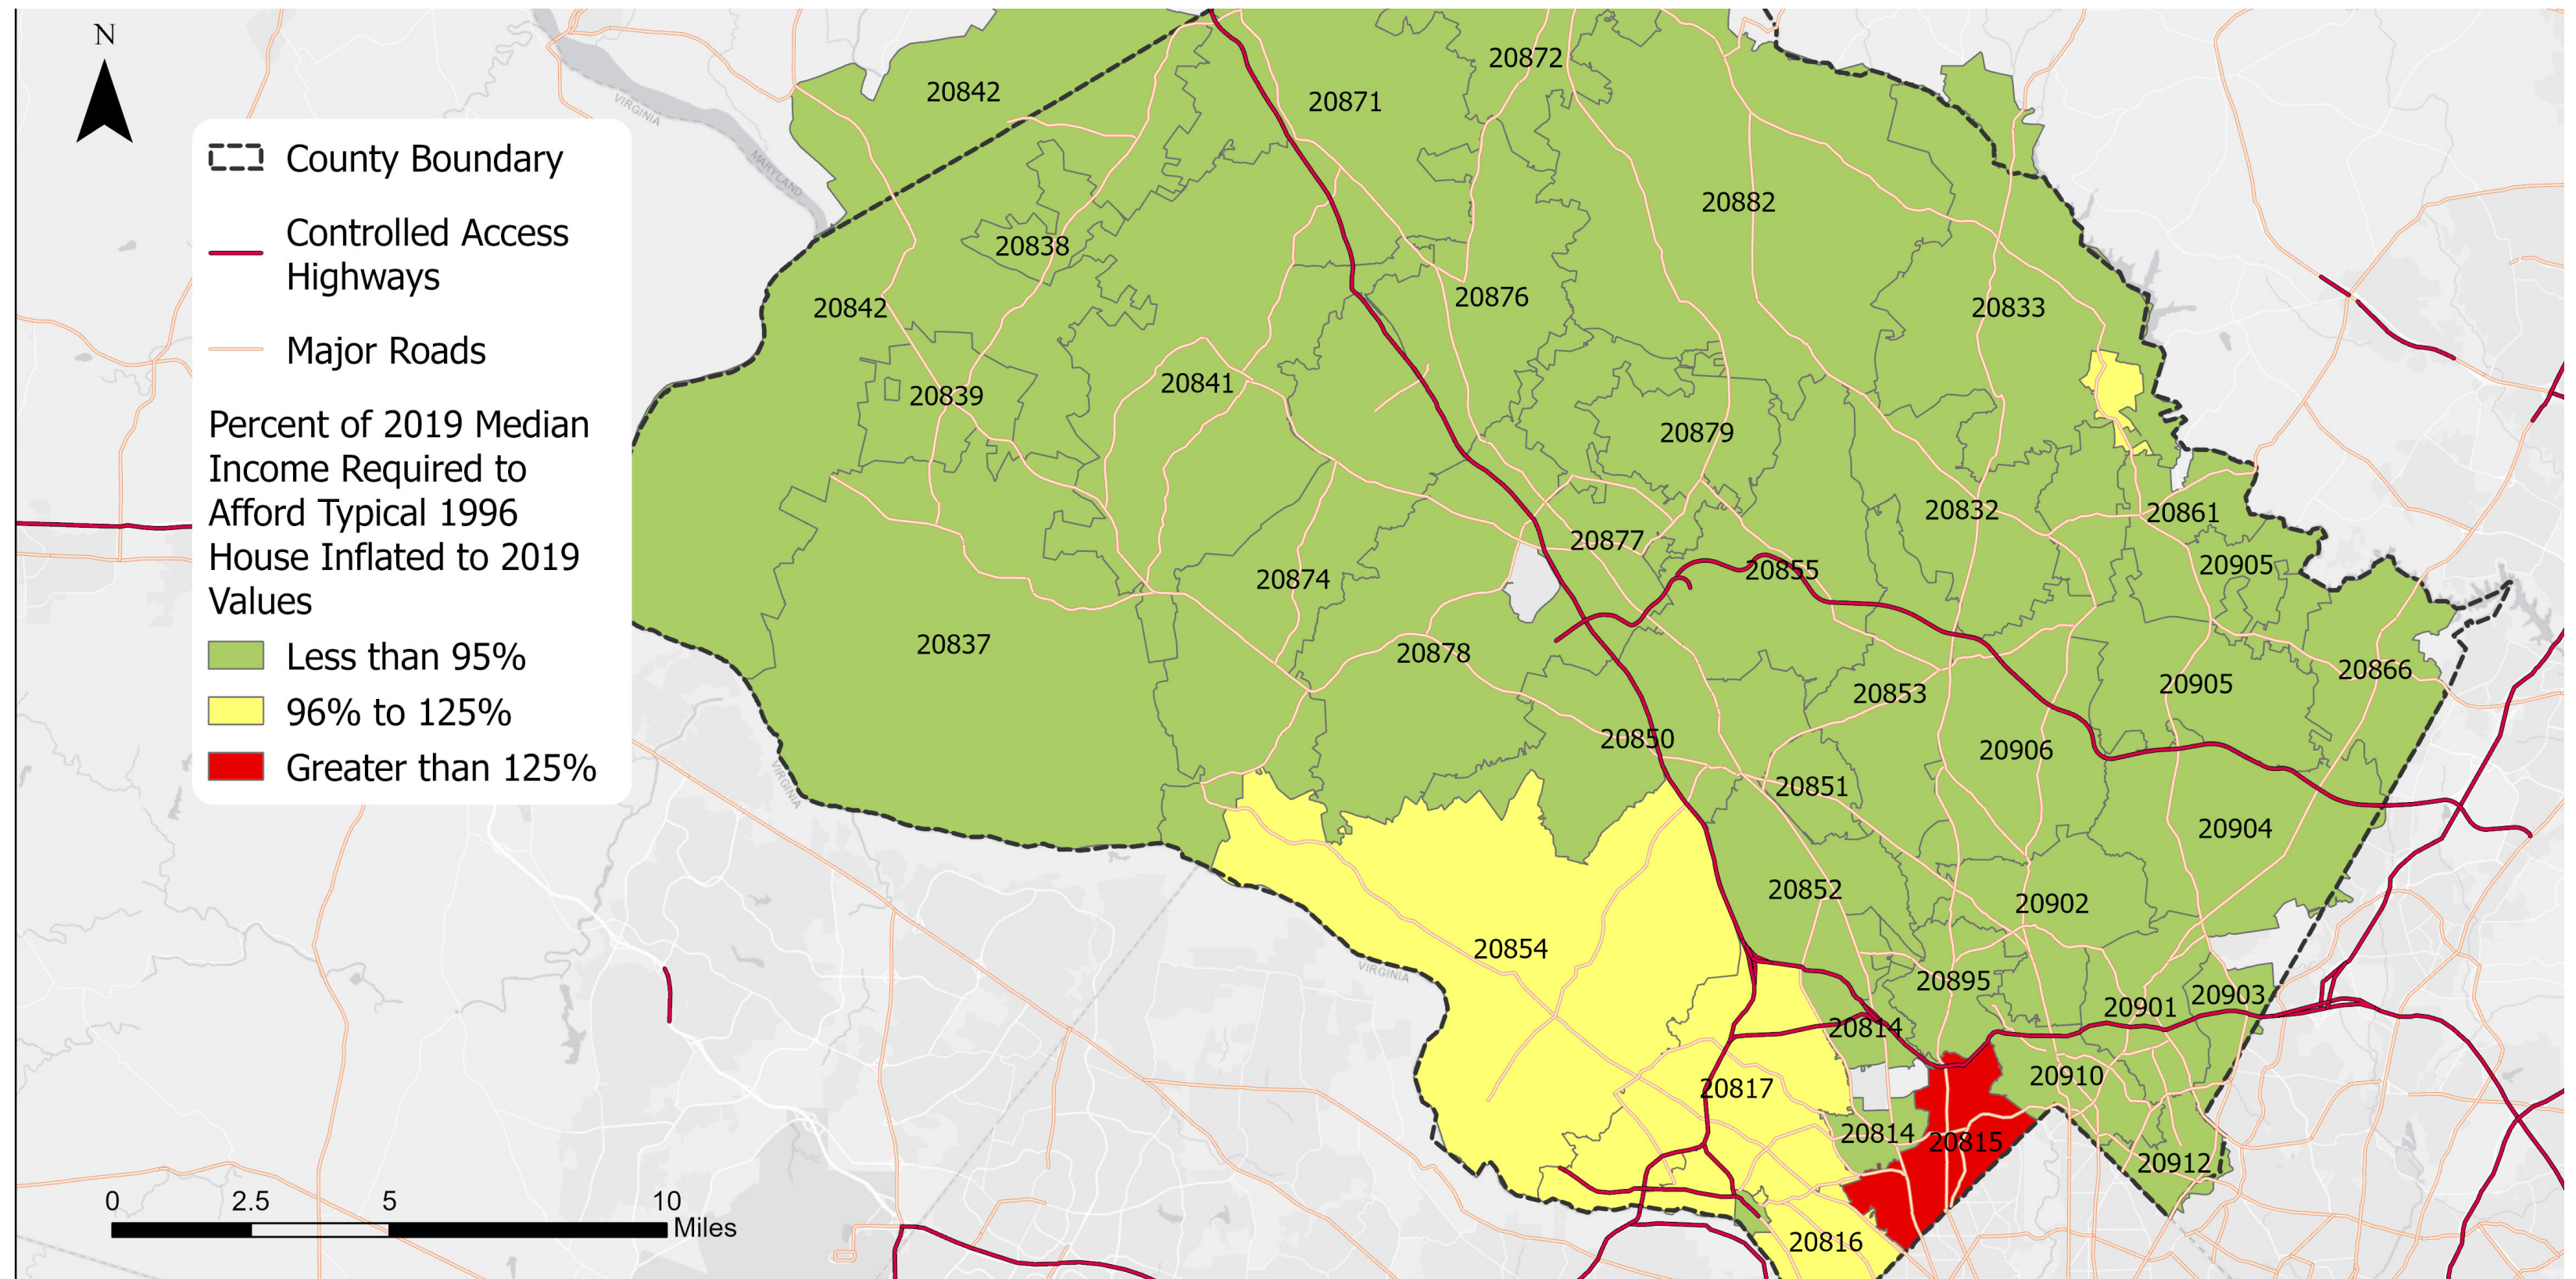 N
20872
20842
20871
VIRGINIA
MARYLAND
County Boundary
Controlled Access
Highways
Major Roads
Percent of 2019 Median
Income Required to
Afford Typical 1996
House Inflated to 2019
Values
Less than 95%
96% to 125%
Greater than 125%
20882
20838
20876
20842
20833
20841
20839
20879
20832
20861
20877
20905
20855
20874
20837
20878
20866
20905
20853
20850
20906
VIRGINIA
20851
20904
20852
20902
20854
VIRGINIA
20895
20903
20901
20814
20910
20817
20814
20815
20912
20816
0 2.5 5 10
Miles